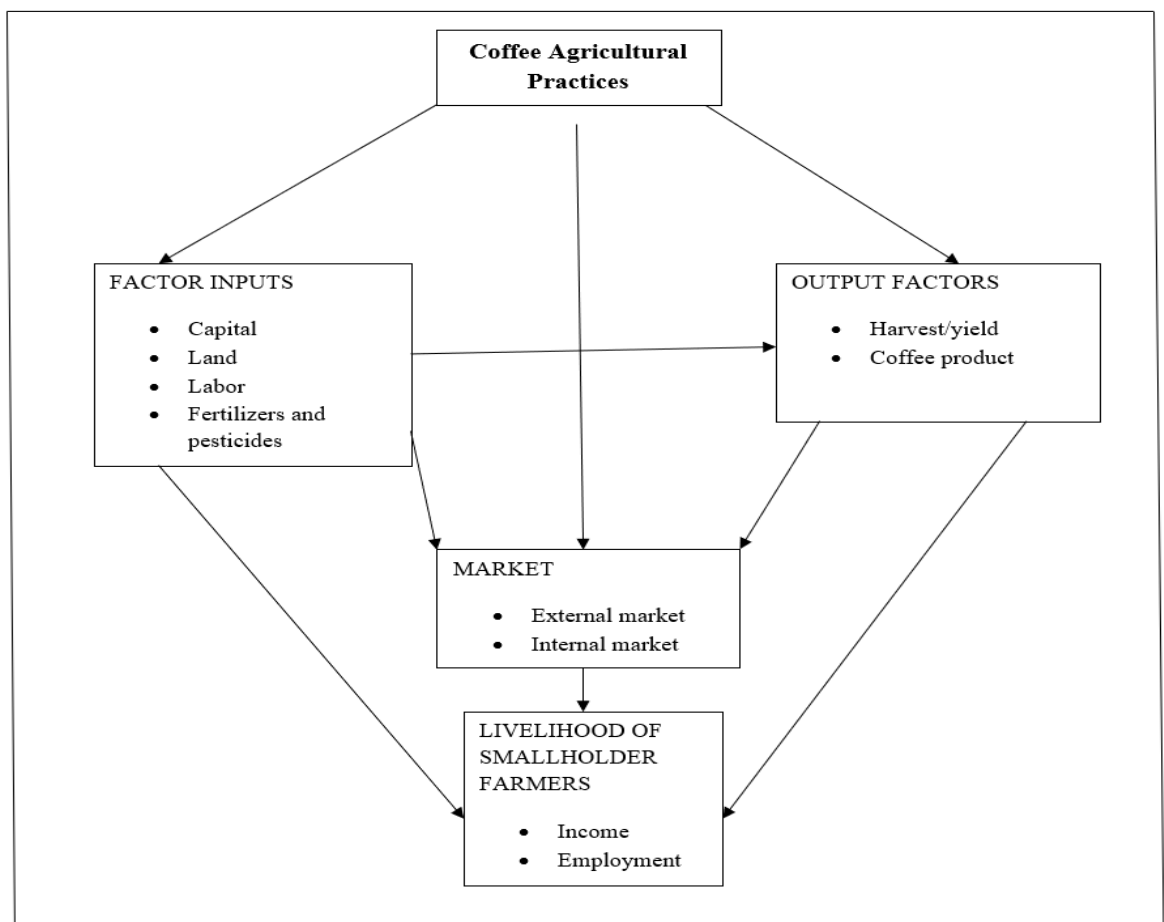 Coffee Agricultural
Practices
FACTOR INPUTS
• Capital
• Land
• Labor
• Fertilizers and
pesticides
OUTPUT FACTORS
• Harvest/yield
• Coffee product
MARKET
• External market
• Internal market
LIVELIHOOD OF
SMALLHOLDER
FARMERS
• Income
• Employment